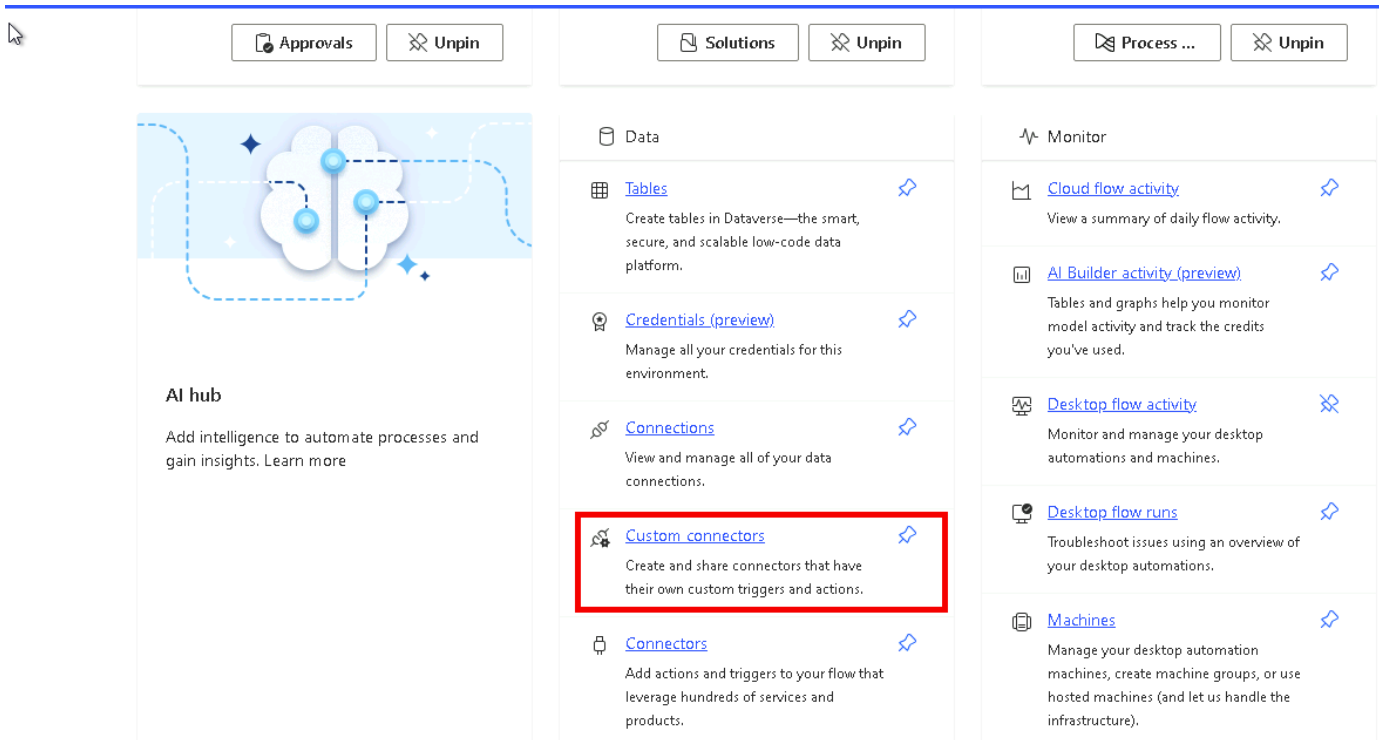 Approvals
Unpin
Solutions
Unpin
Process ...
Unpin
AI hub
Add intelligence to automate processes and
gain insights. Learn more
Data
Tables
Create tables in Dataverse—the smart,
secure, and scalable low-code data
platform.
Credentials (preview)
Manage all your credentials for this
environment.
Connections
View and manage all of your data
connections.
Custom connectors
Create and share connectors that have
their own custom triggers and actions.
Connectors
Add actions and triggers to your flow that
leverage hundreds of services and
products.
Monitor
Cloud flow activity
View a summary of daily flow activity.
AI Builder activity (preview)
Tables and graphs help you monitor
model activity and track the credits
you've used.
Desktop flow activity
Monitor and manage your desktop
automations and machines.
Desktop flow runs
Troubleshoot issues using an overview of
your desktop automations.
Machines
Manage your desktop automation
machines, create machine groups, or use
hosted machines (and let us handle the
infrastructure).